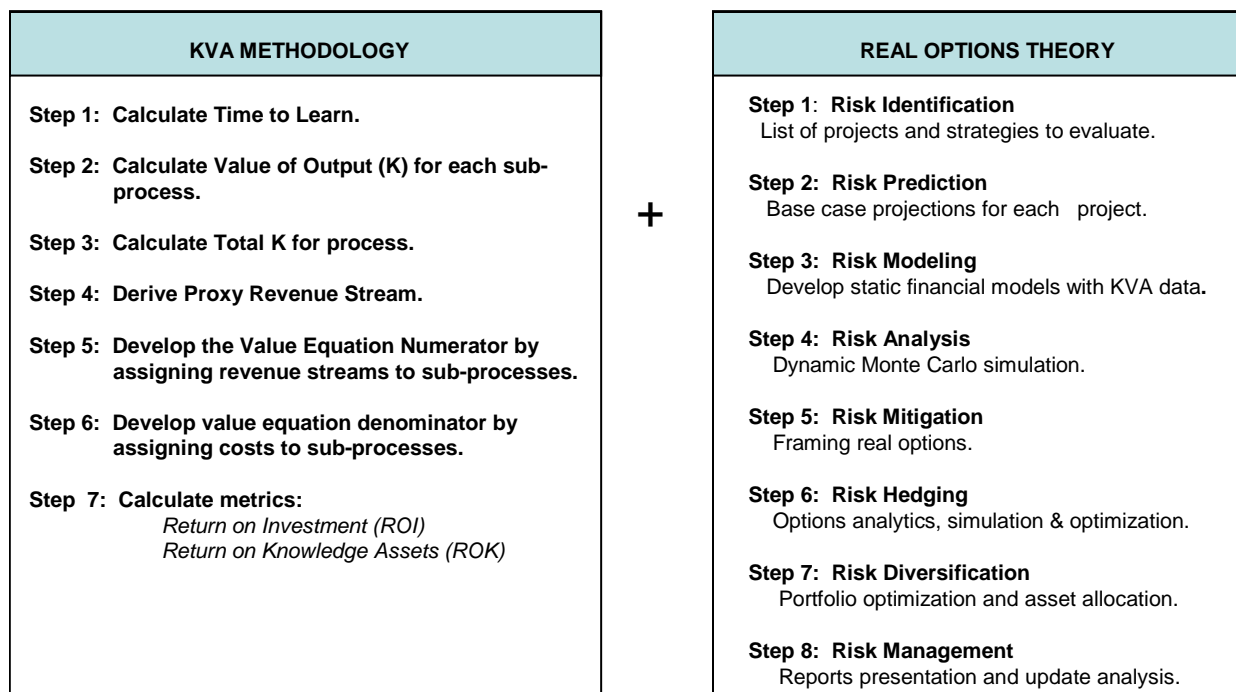 KVA METHODOLOGY
Step 1: Calculate Time to Learn.
Step 2: Calculate Value of Output (K) for each sub-
process.
Step 3: Calculate Total K for process.
Step 4: Derive Proxy Revenue Stream.
Step 5: Develop the Value Equation Numerator by
assigning revenue streams to sub-processes.
Step 6: Develop value equation denominator by
assigning costs to sub-processes.
Step 7: Calculate metrics:
Return on Investment (ROI)
Return on Knowledge Assets (ROK)
+
REAL OPTIONS THEORY
Step 1: Risk Identification
List of projects and strategies to evaluate.
Step 2: Risk Prediction
Base case projections for each project.
Step 3: Risk Modeling
Develop static financial models with KVA data.
Step 4: Risk Analysis
Dynamic Monte Carlo simulation.
Step 5: Risk Mitigation
Framing real options.
Step 6: Risk Hedging
Options analytics, simulation & optimization.
Step 7: Risk Diversification
Portfolio optimization and asset allocation.
Step 8: Risk Management
Reports presentation and update analysis.